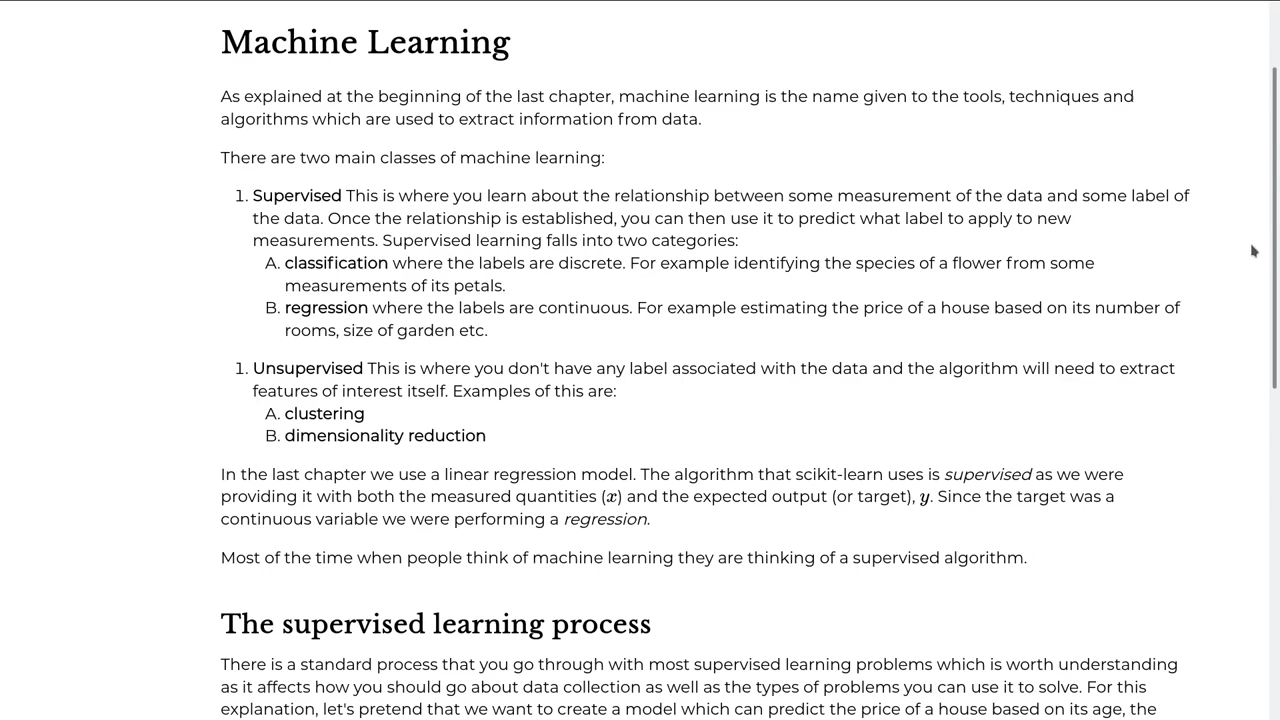 Machine Learning
As explained at the beginning of the last chapter, machine learning is the name given to the tools, techniques and
algorithms which are used to extract information from data.
There are two main classes of machine learning:
1. Supervised This is where you learn about the relationship between some measurement of the data and some label of
the data. Once the relationship is established, you can then use it to predict what label to apply to new
measurements. Supervised learning falls into two categories:
A. classification where the labels are discrete. For example identifying the species of a flower from some
measurements of its petals.
B. regression where the labels are continuous. For example estimating the price of a house based on its number of
rooms, size of garden etc.
1. Unsupervised This is where you don't have any label associated with the data and the algorithm will need to extract
features of interest itself. Examples of this are:
A. clustering
B. dimensionality reduction
In the last chapter we use a linear regression model. The algorithm that scikit-learn uses is supervised as we were
providing it with both the measured quantities (x) and the expected output (or target), y. Since the target was a
continuous variable we were performing a regression.
Most of the time when people think of machine learning they are thinking of a supervised algorithm.
The supervised learning process
There is a standard process that you go through with most supervised learning problems which is worth understanding
as it affects how you should go about data collection as well as the types of problems you can use it to solve. For this
explanation, let's pretend that we want to create a model which can predict the price of a house based on its age, the